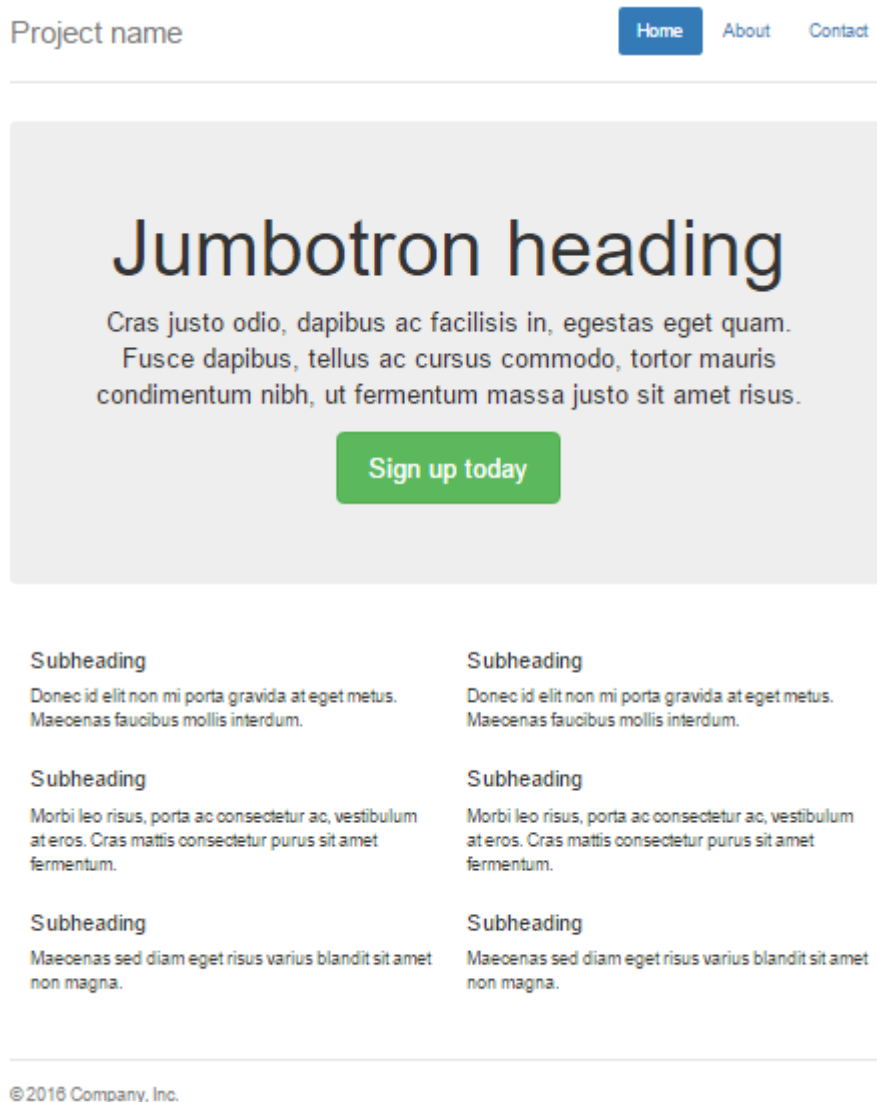 Project name
Home About Contact
Jumbotron heading
Cras justo odio, dapibus ac facilisis in, egestas eget quam.
Fusce dapibus, tellus ac cursus commodo, tortor mauris
condimentum nibh, ut fermentum massa justo sit amet risus.
Sign up today
Subheading
Donec id elit non mi porta gravida at eget metus.
Maecenas faucibus mollis interdum.
Subheading
Morbi leo risus, porta ac consectetur ac, vestibulum
at eros. Cras mattis consectetur purus sit amet
fermentum.
Subheading
Maecenas sed diam eget risus varius blandit sit amet
non magna.
Subheading
Donec id elit non mi porta gravida at eget metus.
Maecenas faucibus mollis interdum.
Subheading
Morbi leo risus, porta ac consectetur ac, vestibulum
at eros. Cras mattis consectetur purus sit amet
fermentum.
Subheading
Maecenas sed diam eget risus varius blandit sit amet
non magna.
© 2016 Company, Inc.